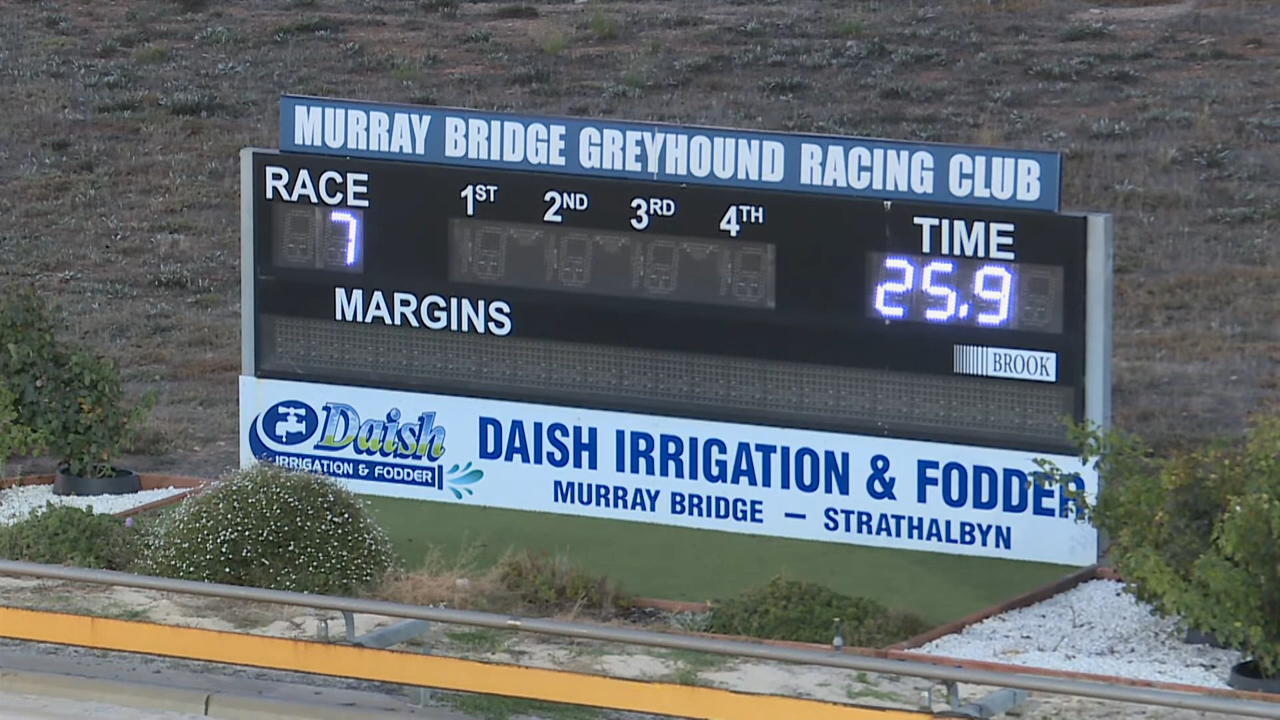 MURRAY BRIDGE GREYHOUND RACING CLUB
RACE 1ST 2ND 3RD 4TH TIME
7 25.9
MARGINS
BROOK
Daish
IRRIGATION & FODDER
DAISH IRRIGATION & FODDER
MURRAY BRIDGE — STRATHALBYN